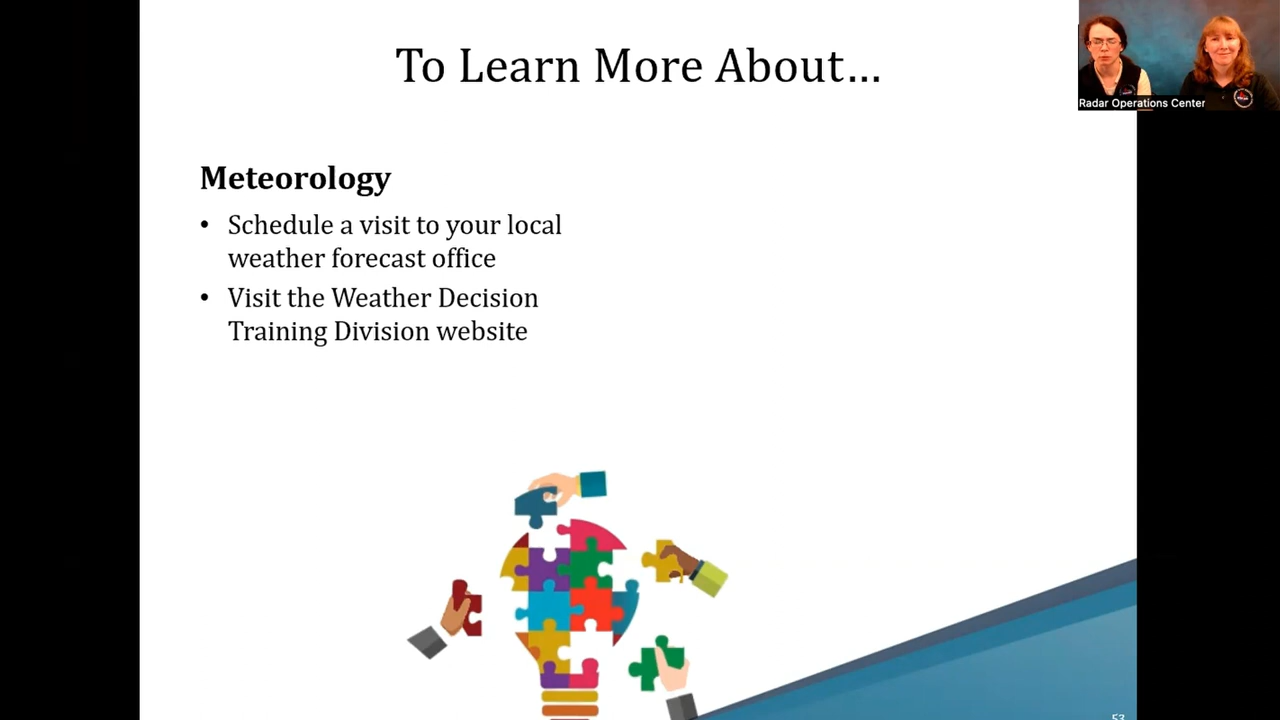 To Learn More About...
Radar Operations Center
Meteorology
• Schedule a visit to your local
weather forecast office
• Visit the Weather Decision
Training Division website
53